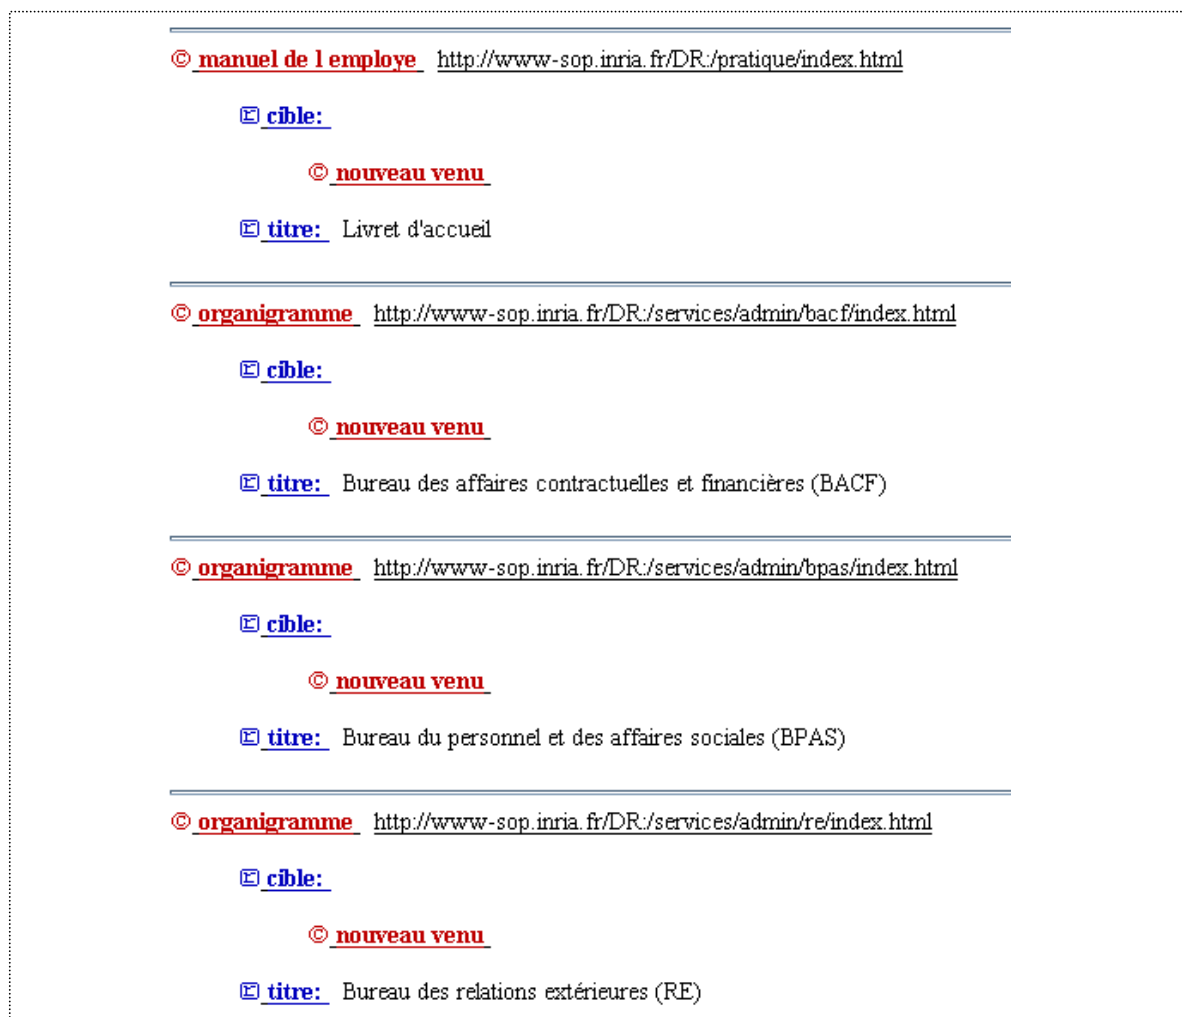 © manuel de l employe http://www-sop.inria.fr/DR:/pratique/index.html
r cible:
© nouveau venu
r titre: Livret d'accueil
© organigramme http://www-sop.inria.fr/DR:/services/admin/bacf/index.html
r cible:
© nouveau venu
r titre: Bureau des affaires contractuelles et financières (BACF)
© organigramme http://www-sop.inria.fr/DR:/services/admin/bpas/index.html
r cible:
© nouveau venu
r titre: Bureau du personnel et des affaires sociales (BPAS)
© organigramme http://www-sop.inria.fr/DR:/services/admin/re/index.html
r cible:
© nouveau venu
r titre: Bureau des relations extérieures (RE)